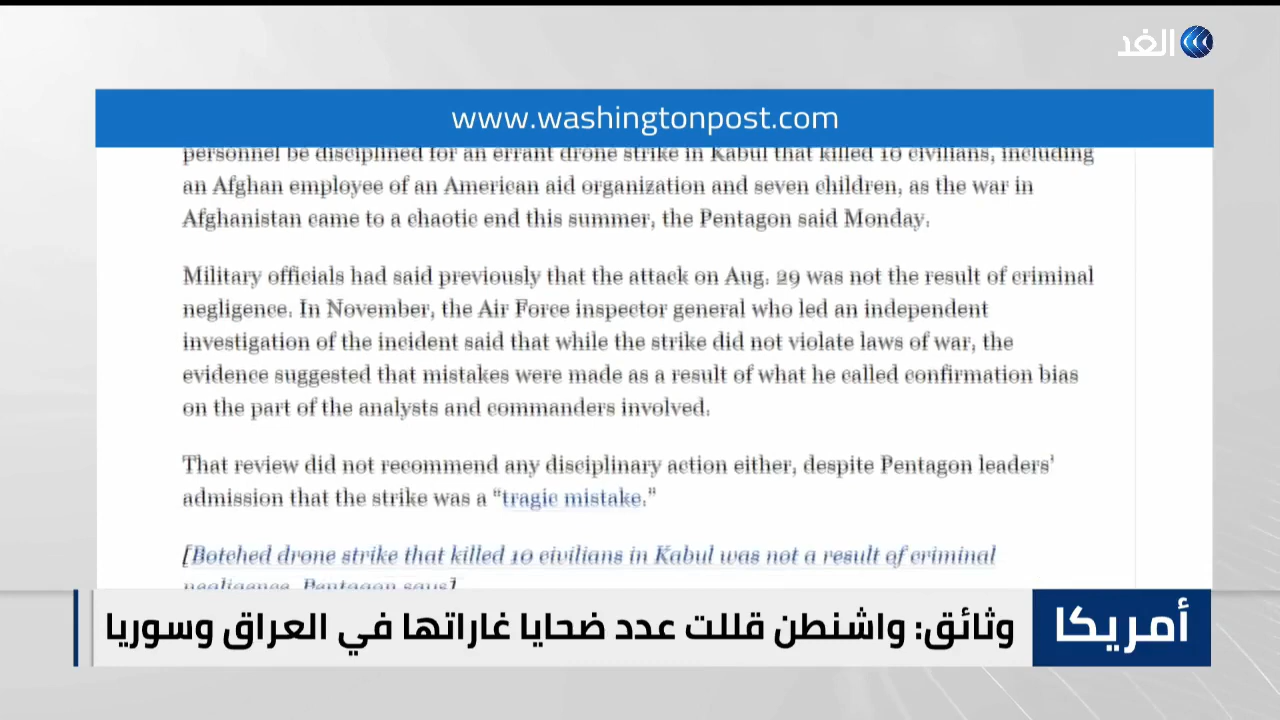 الغد
www.washingtonpost.com
personnel be disciplined for an errant drone strike in Kabul that killed 10 civilians, including
an Afghan employee of an American aid organization and seven children, as the war in
Afghanistan came to a chaotic end this summer, the Pentagon said Monday.
Military officials had said previously that the attack on Aug. 29 was not the result of criminal
negligence. In November, the Air Force inspector general who led an independent
investigation of the incident said that while the strike did not violate laws of war, the
evidence suggested that mistakes were made as a result of what he called confirmation bias
on the part of the analysts and commanders involved.
That review did not recommend any disciplinary action either, despite Pentagon leaders'
admission that the strike was a "tragic mistake."
[Botched drone strike that killed 10 civilians in Kabul was not a result of criminal
negligence, Pentagon says]
أمريكا
وثائق: واشنطن قللت عدد ضحايا غاراتها في العراق وسوريا